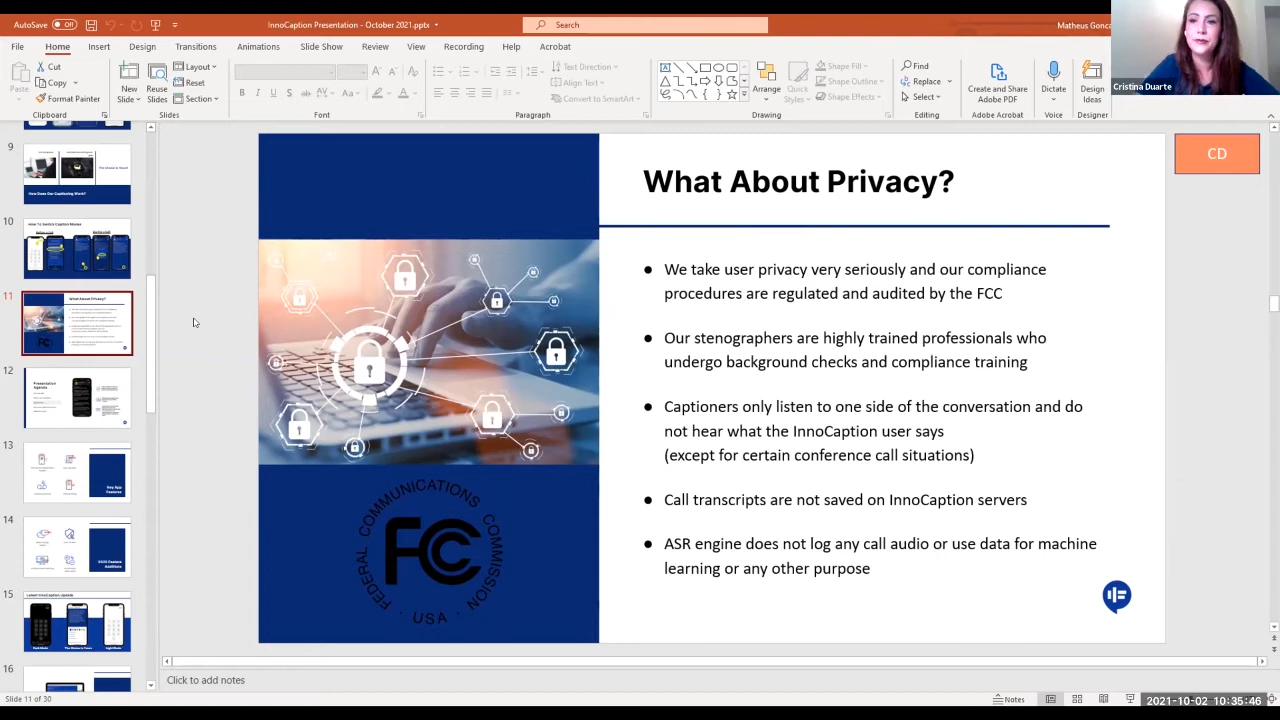 AutoSave
Off
InnoCaption Presentation - October 2021.pptx
Search
Matheus Gonca
File
Home
Insert
Design
Transitions
Animations
Slide Show
Review
View
Recording
Help
Acrobat
Paste
Cut
Copy
Format Painter
Clipboard
New Slide
Reuse Slides
Layout
Reset
Section
Slides
Font
Text Direction
Align Text
Convert to SmartArt
Paragraph
Arrange
Quick Styles
Shape Fill
Shape Outline
Shape Effects
Drawing
Find
Replace
Select
Editing
Create and Share Adobe PDF
Adobe Acrobat
Dictate
Voice
Design Ideas
Designer
Cristina Duarte
CD
9
How Does Our Captioning Work?
10
How To Switch Caption Modes
11
What About Privacy?
12
Presentation Agenda
13
Key App Features
14
2020 Feature Additions
15
Latest InnoCaption Update
16
What About Privacy?
● We take user privacy very seriously and our compliance
procedures are regulated and audited by the FCC
● Our stenographers are highly trained professionals who
undergo background checks and compliance training
● Captioners only listen to one side of the conversation and do
not hear what the InnoCaption user says
(except for certain conference call situations)
● Call transcripts are not saved on InnoCaption servers
● ASR engine does not log any call audio or use data for machine
learning or any other purpose
FEDERAL COMMUNICATIONS COMMISSION · USA ·
FCC
Click to add notes
Slide 11 of 30
Notes
2021-10-02 10:35:46